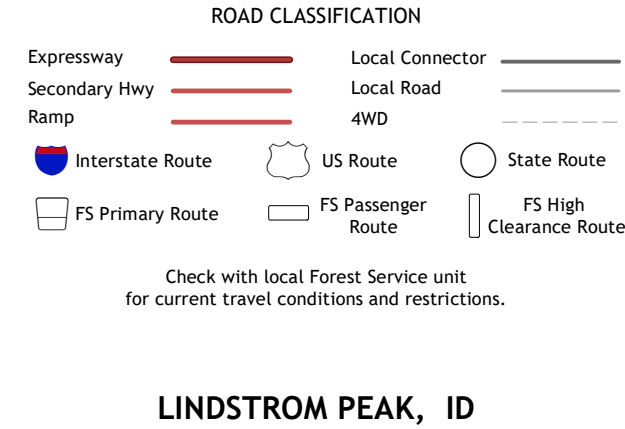 ROAD CLASSIFICATION
Expressway
Local Connector
Secondary Hwy
Local Road
Ramp
4WD
Interstate Route
US Route
State Route
FS Primary Route
FS Passenger
Route
FS High
Clearance Route
Check with local Forest Service unit
for current travel conditions and restrictions.
LINDSTROM PEAK, ID